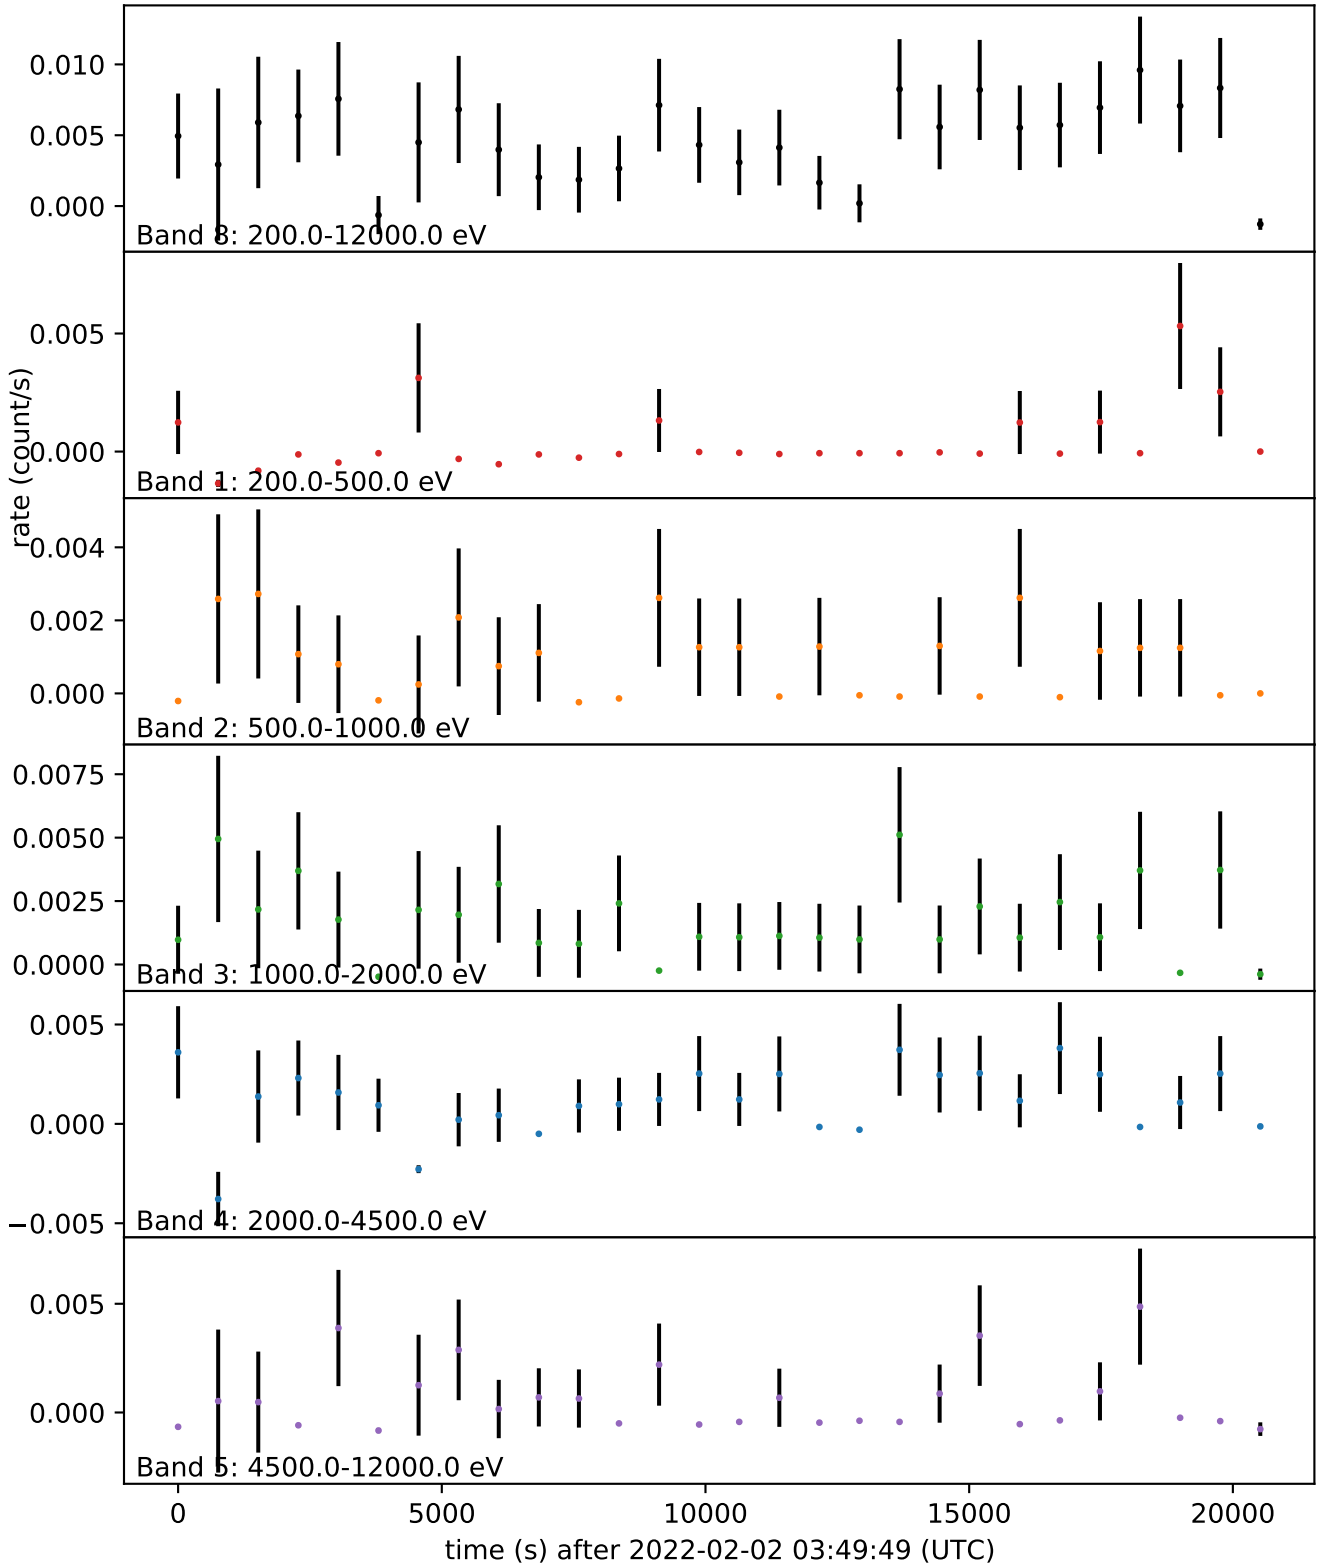 0.010
0.005
0.000
Band 8: 200.0-12000.0 eV
0.005
0.000
Band 1: 200.0-500.0 eV
rate (count/s)
0.004
0.002
0.000
Band 2: 500.0-1000.0 eV
0.0075
0.0050
0.0025
0.0000
Band 3: 1000.0-2000.0 eV
0.005
0.000
−0.005
Band 4: 2000.0-4500.0 eV
0.005
0.000
Band 5: 4500.0-12000.0 eV
0 5000 10000 15000 20000
time (s) after 2022-02-02 03:49:49 (UTC)